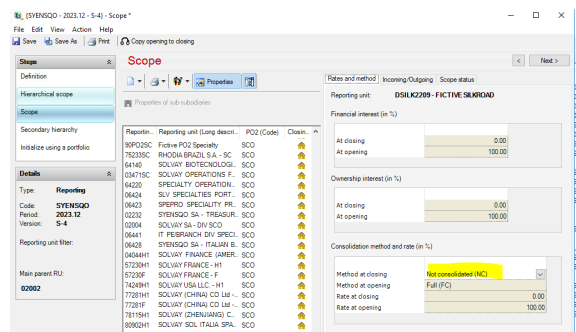 [SYENSQO - 2023.12 - S-4] - Scope *
File Edit View Action Help
Save Save As Print Copy opening to closing
Steps
Definition
Hierarchical scope
Scope
Secondary hierarchy
Initialize using a portfolio
Details
Type: Reporting
Code: SYENSQO
Period: 2023.12
Version: S-4
Reporting unit filter:
Main parent RU:
02002
Scope
< Next >
Properties
Properties of sub-subsidiaries
Reportin... Reporting unit (Long descri... PO2 (Code) Closin...
90PO2SC Fictive PO2 Specialty SCO
75233SC RHODIA BRAZIL S.A. - SC SCO
64140 SOLVAY BIOTECHNOLOGI... SCO
03471SC SOLVAY OPERATIONS F... SCO
64220 SPECIALTY OPERATION... SCO
06424 SLV SPECIALTIES PORT... SCO
06423 SPEPRO SPECIALITY PR... SCO
02232 SYENSQO SA - TREASUR... SCO
02004 SOLVAY SA - DIV SCO SCO
06441 IT PE/BRANCH DIV SPECI... SCO
06428 SYENSQO SA - ITALIAN B... SCO
04044H1 SOLVAY FINANCE (AMER... SCO
57230H1 SOLVAY FRANCE - H1 SCO
57230F SOLVAY FRANCE - F SCO
74249H1 SOLVAY USA LLC. - H1 SCO
77281H1 SOLVAY (CHINA) CO Ltd -... SCO
77281F SOLVAY (CHINA) CO Ltd -... SCO
78115H1 SOLVAY (ZHENJIANG) C... SCO
80902H1 SOLVAY SOL ITALIA SPA... SCO
Rates and method Incoming/Outgoing Scope status
Reporting unit: DSILK2209 - FICTIVE SILKROAD
Financial interest (in %)
At closing 0.00
At opening 100.00
Ownership interest (in %)
At closing 0.00
At opening 100.00
Consolidation method and rate (in %)
Method at closing Not consolidated (NC)
Method at opening Full (FC)
Rate at closing 0.00
Rate at opening 100.00